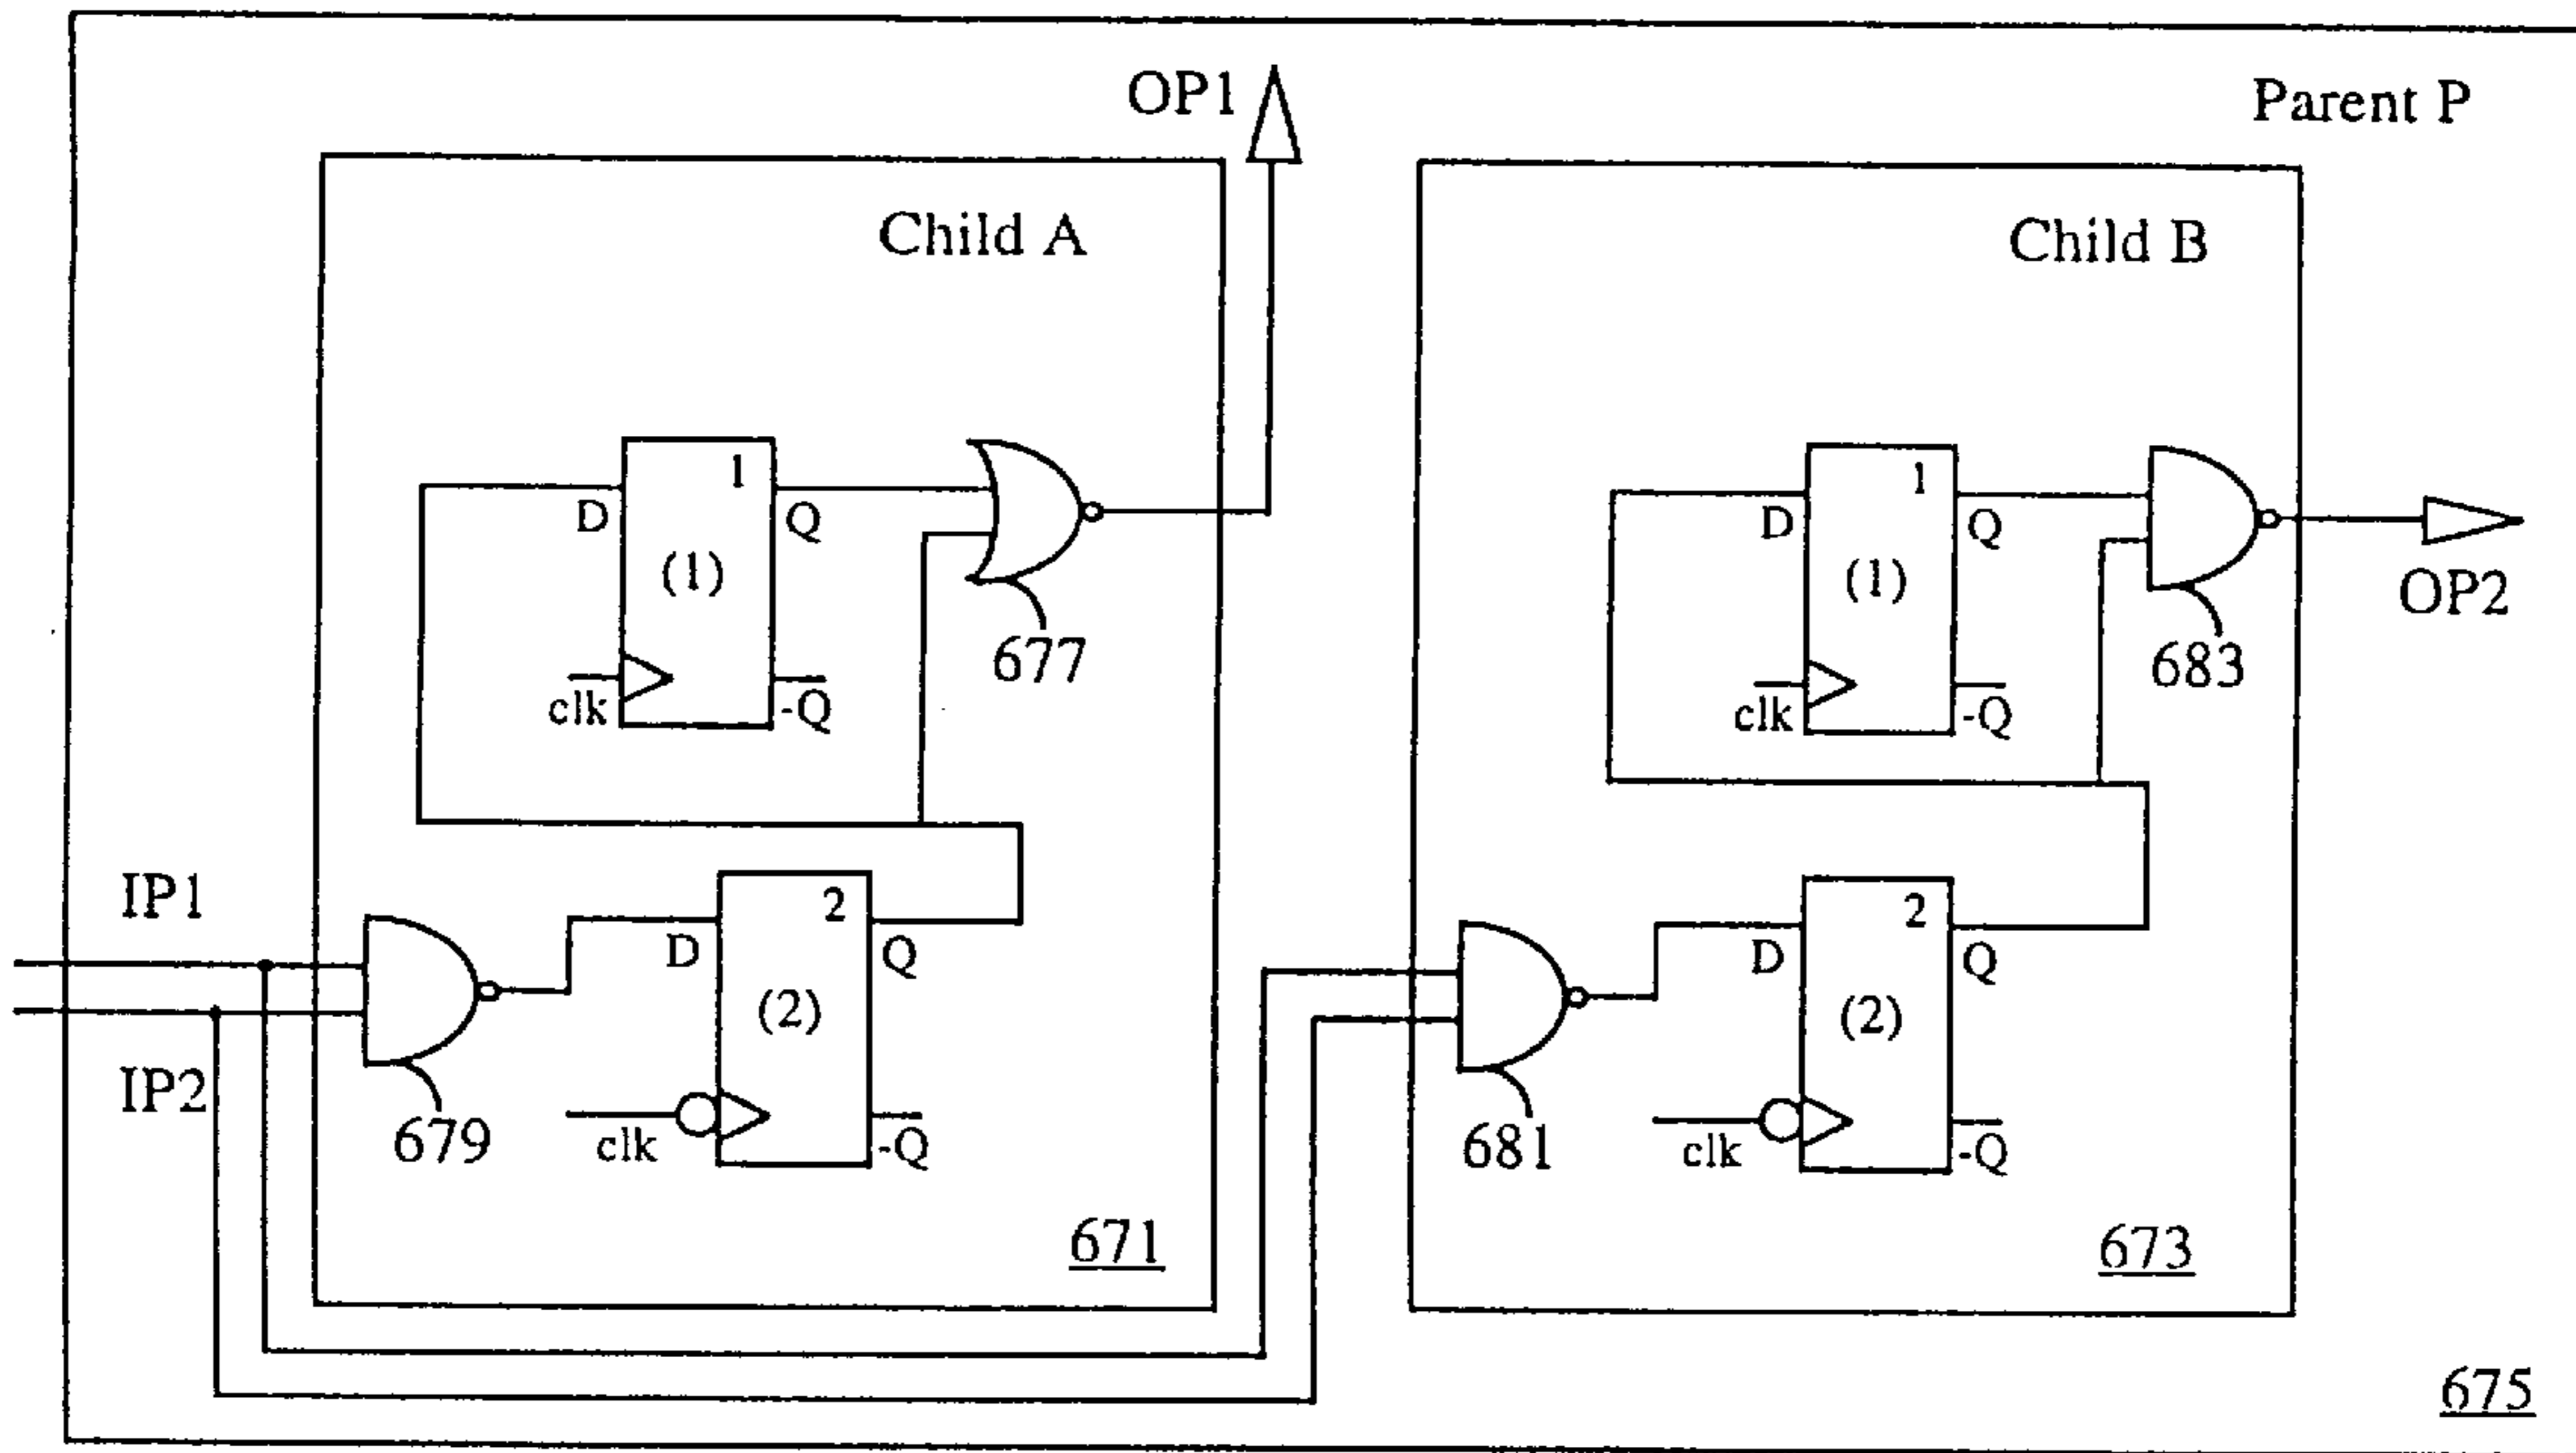 OP1
Parent P
Child A
Child B
1
D
Q
(1)
677
clk
-Q
1
D
Q
(1)
683
OP2
clk
-Q
IP1
IP2
679
2
D
Q
(2)
clk
-Q
671
681
2
D
Q
(2)
clk
-Q
673
675